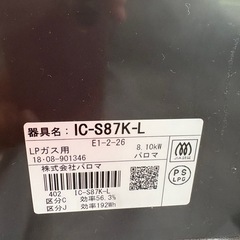 器具名：IC-S87K-L
E1-2-26
LPガス用 8.10kW
18·08-901346 パロマ
株式会社パロマ
PS
LPG
402 IC-S87K-L
区分C 効率56.3%
区分J 効率192Wh